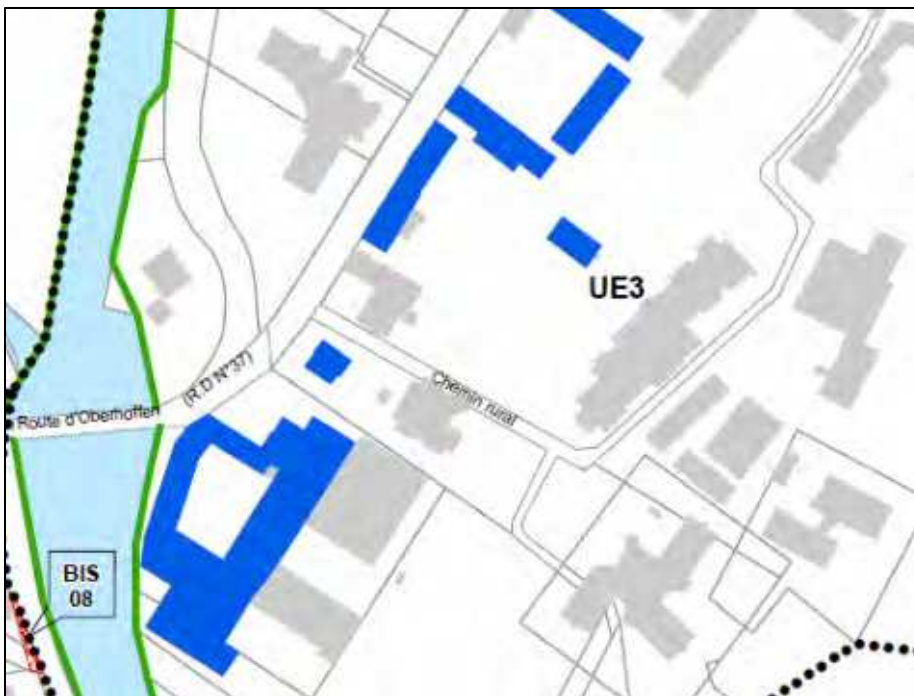 UE3
(R.D N°37)
Chemin rural
Route d'Oberhoffen
BIS
08